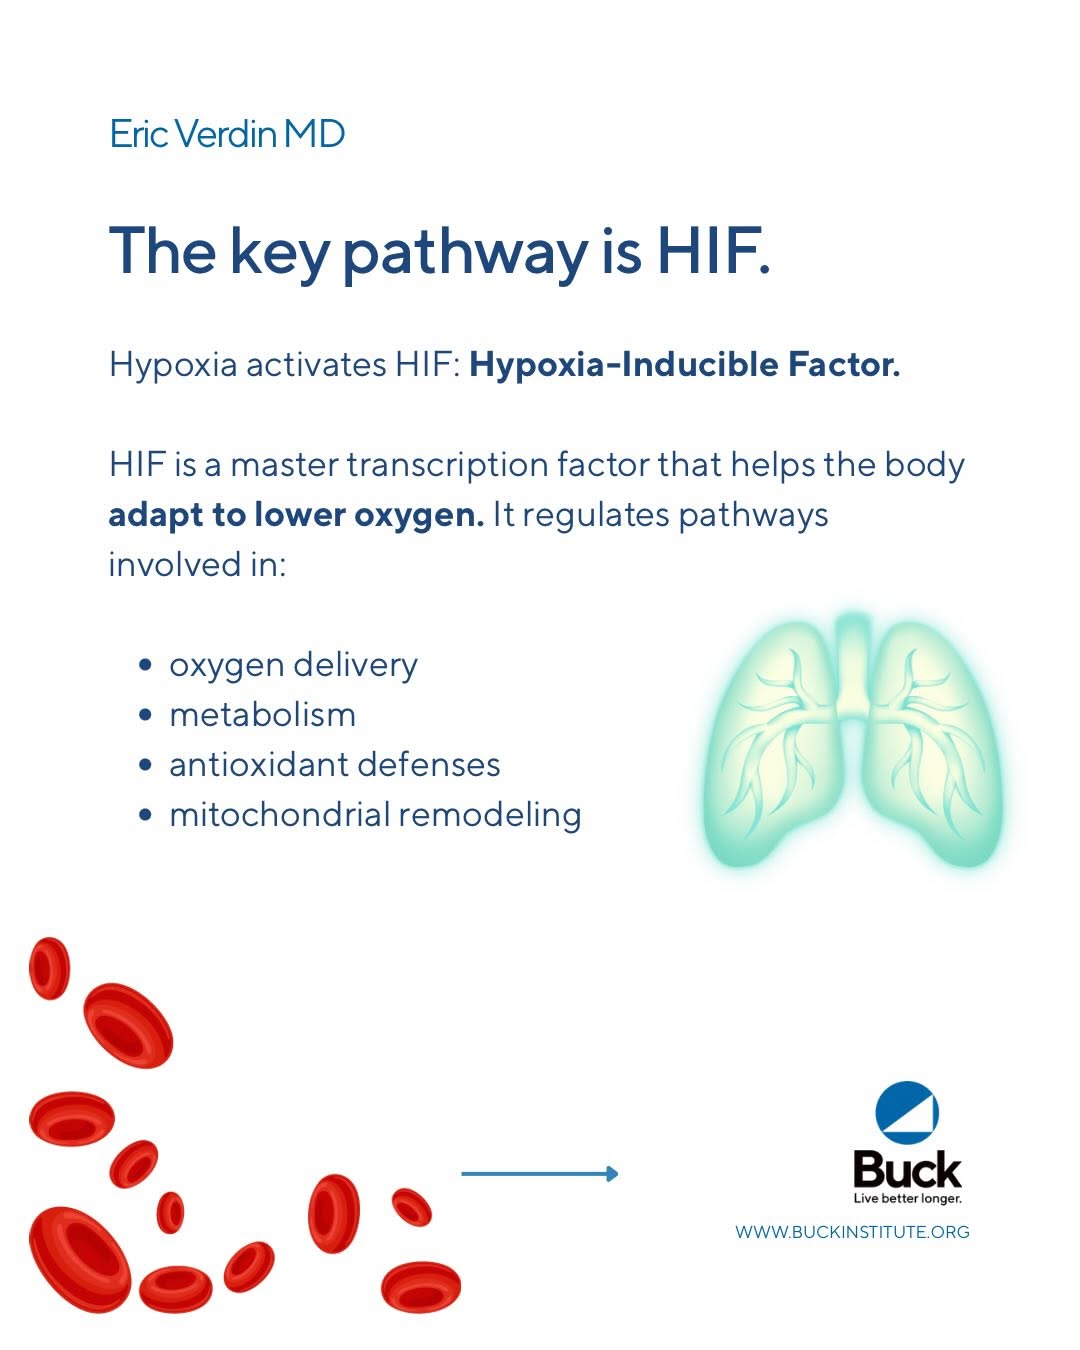 Eric Verdin MD
The key pathway is HIF.
Hypoxia activates HIF: Hypoxia-Inducible Factor.
HIF is a master transcription factor that helps the body
adapt to lower oxygen. It regulates pathways
involved in:
• oxygen delivery
• metabolism
• antioxidant defenses
• mitochondrial remodeling
Buck
Live better longer.
WWW.BUCKINSTITUTE.ORG